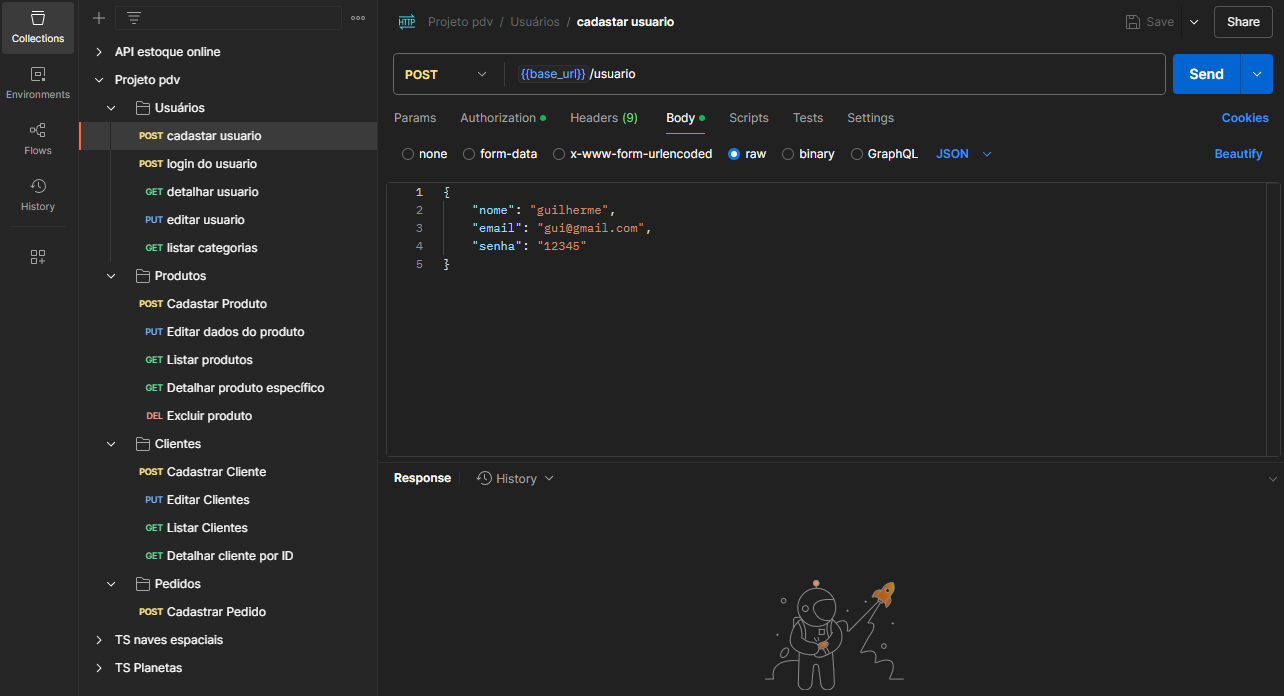 Collections
Environments
Flows
History
API estoque online
Projeto pdv
Usuários
POST cadastar usuario
POST login do usuario
GET detalhar usuario
PUT editar usuario
GET listar categorias
Produtos
POST Cadastar Produto
PUT Editar dados do produto
GET Listar produtos
GET Detalhar produto específico
DEL Excluir produto
Clientes
POST Cadastrar Cliente
PUT Editar Clientes
GET Listar Clientes
GET Detalhar cliente por ID
Pedidos
POST Cadastrar Pedido
TS naves espaciais
TS Planetas
HTTP Projeto pdv / Usuários / cadastar usuario
Save
Share
POST {{base_url}} /usuario
Send
Params Authorization Headers (9) Body Scripts Tests Settings Cookies
none form-data x-www-form-urlencoded raw binary GraphQL JSON Beautify
1 {
2 "nome": "guilherme",
3 "email": "gui@gmail.com",
4 "senha": "12345"
5 }
Response History